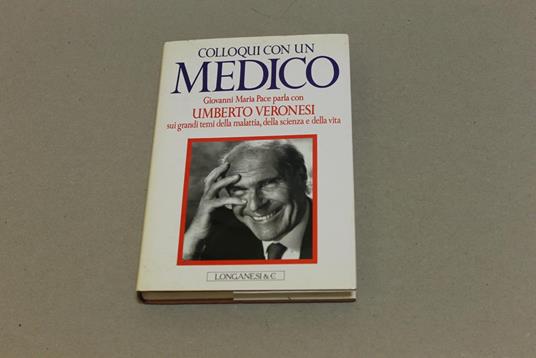 COLLOQUI CON UN
MEDICO
Giovanni Maria Pace parla con
UMBERTO VERONESI
sui grandi temi della malattia, della scienza e della vita
LONGANESI & C